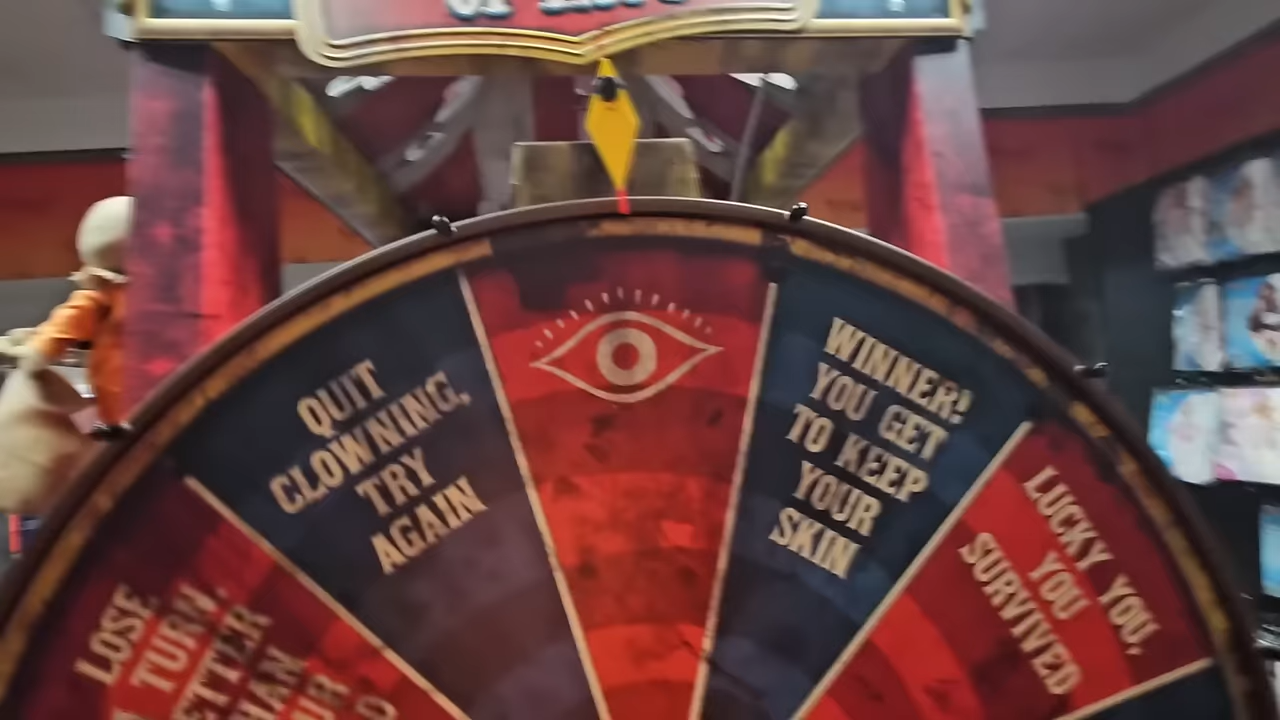 QUIT
CLOWNING,
TRY
AGAIN
WINNER!
YOU GET
TO KEEP
YOUR
SKIN
LUCKY YOU,
YOU
SURVIVED
LOSE
TURN,